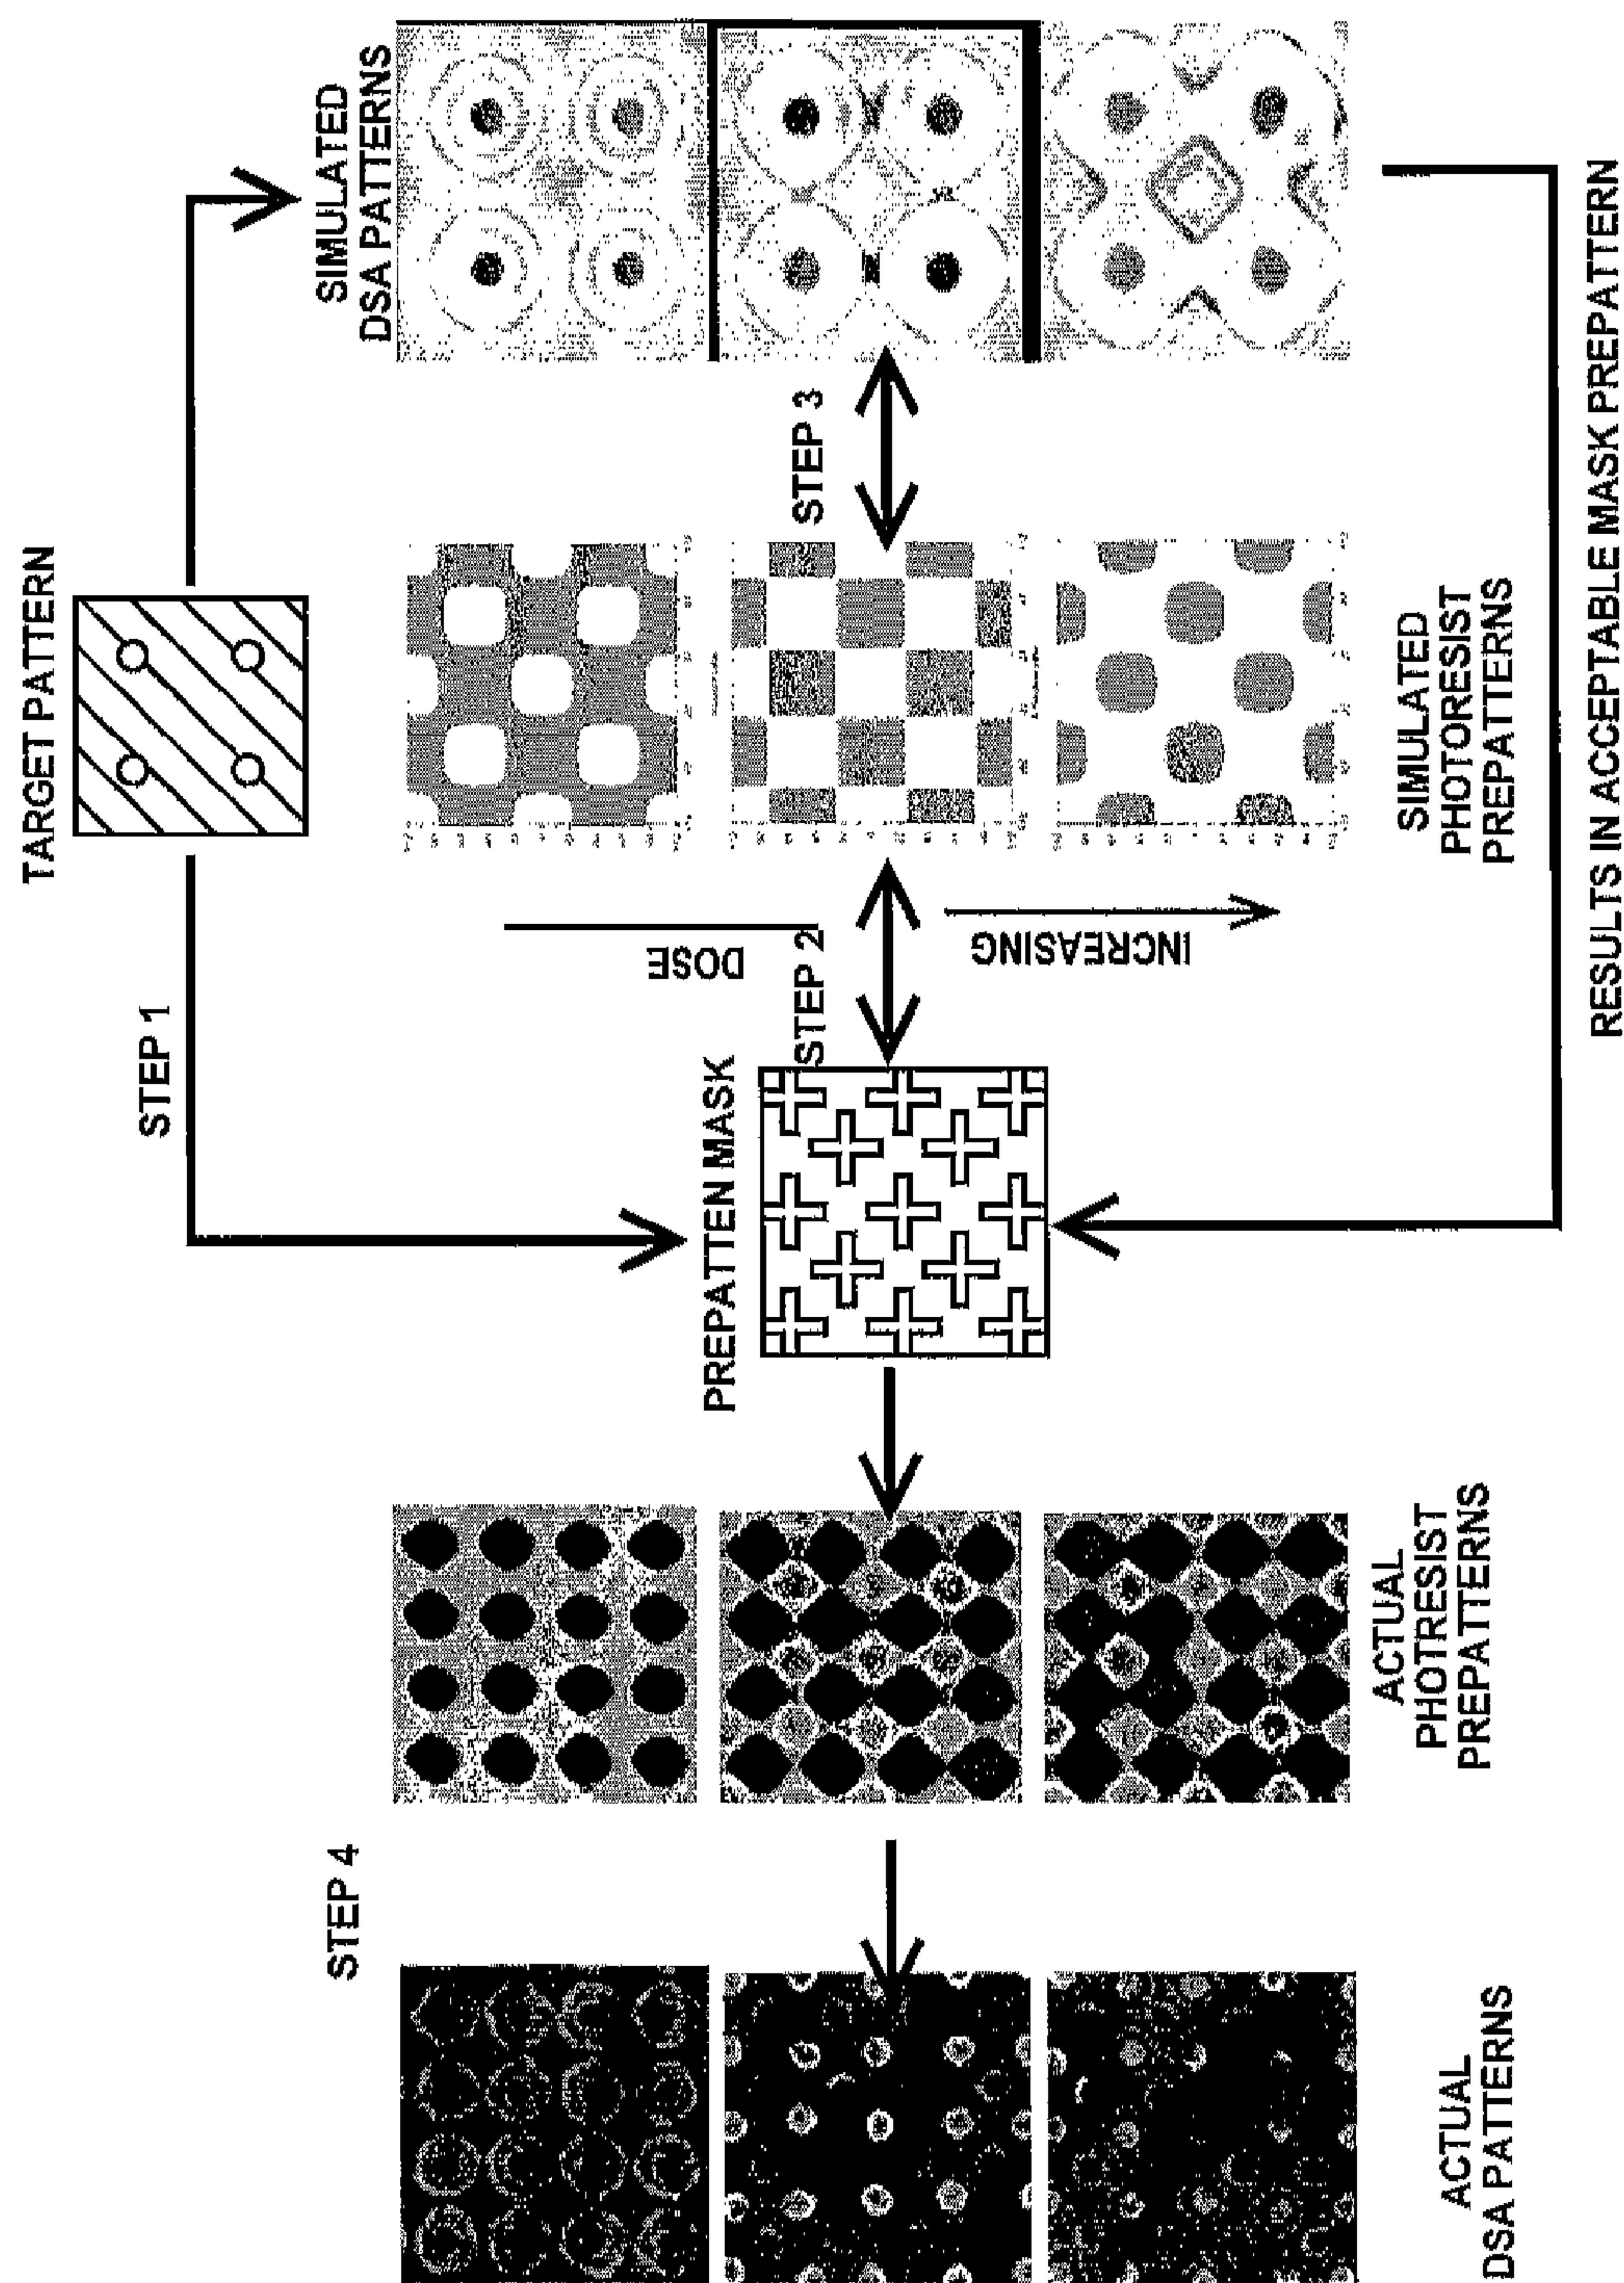 TARGET PATTERN
STEP 1
SIMULATED
DSA PATTERNS
STEP 3
DOSE
STEP 2
INCREASING
PREPATTEN MASK
SIMULATED
PHOTORESIST
PREPATTERNS
STEP 4
ACTUAL
PHOTRESIST
PREPATTERNS
ACTUAL
DSA PATTERNS
RESULTS IN ACCEPTABLE MASK PREPATTERN